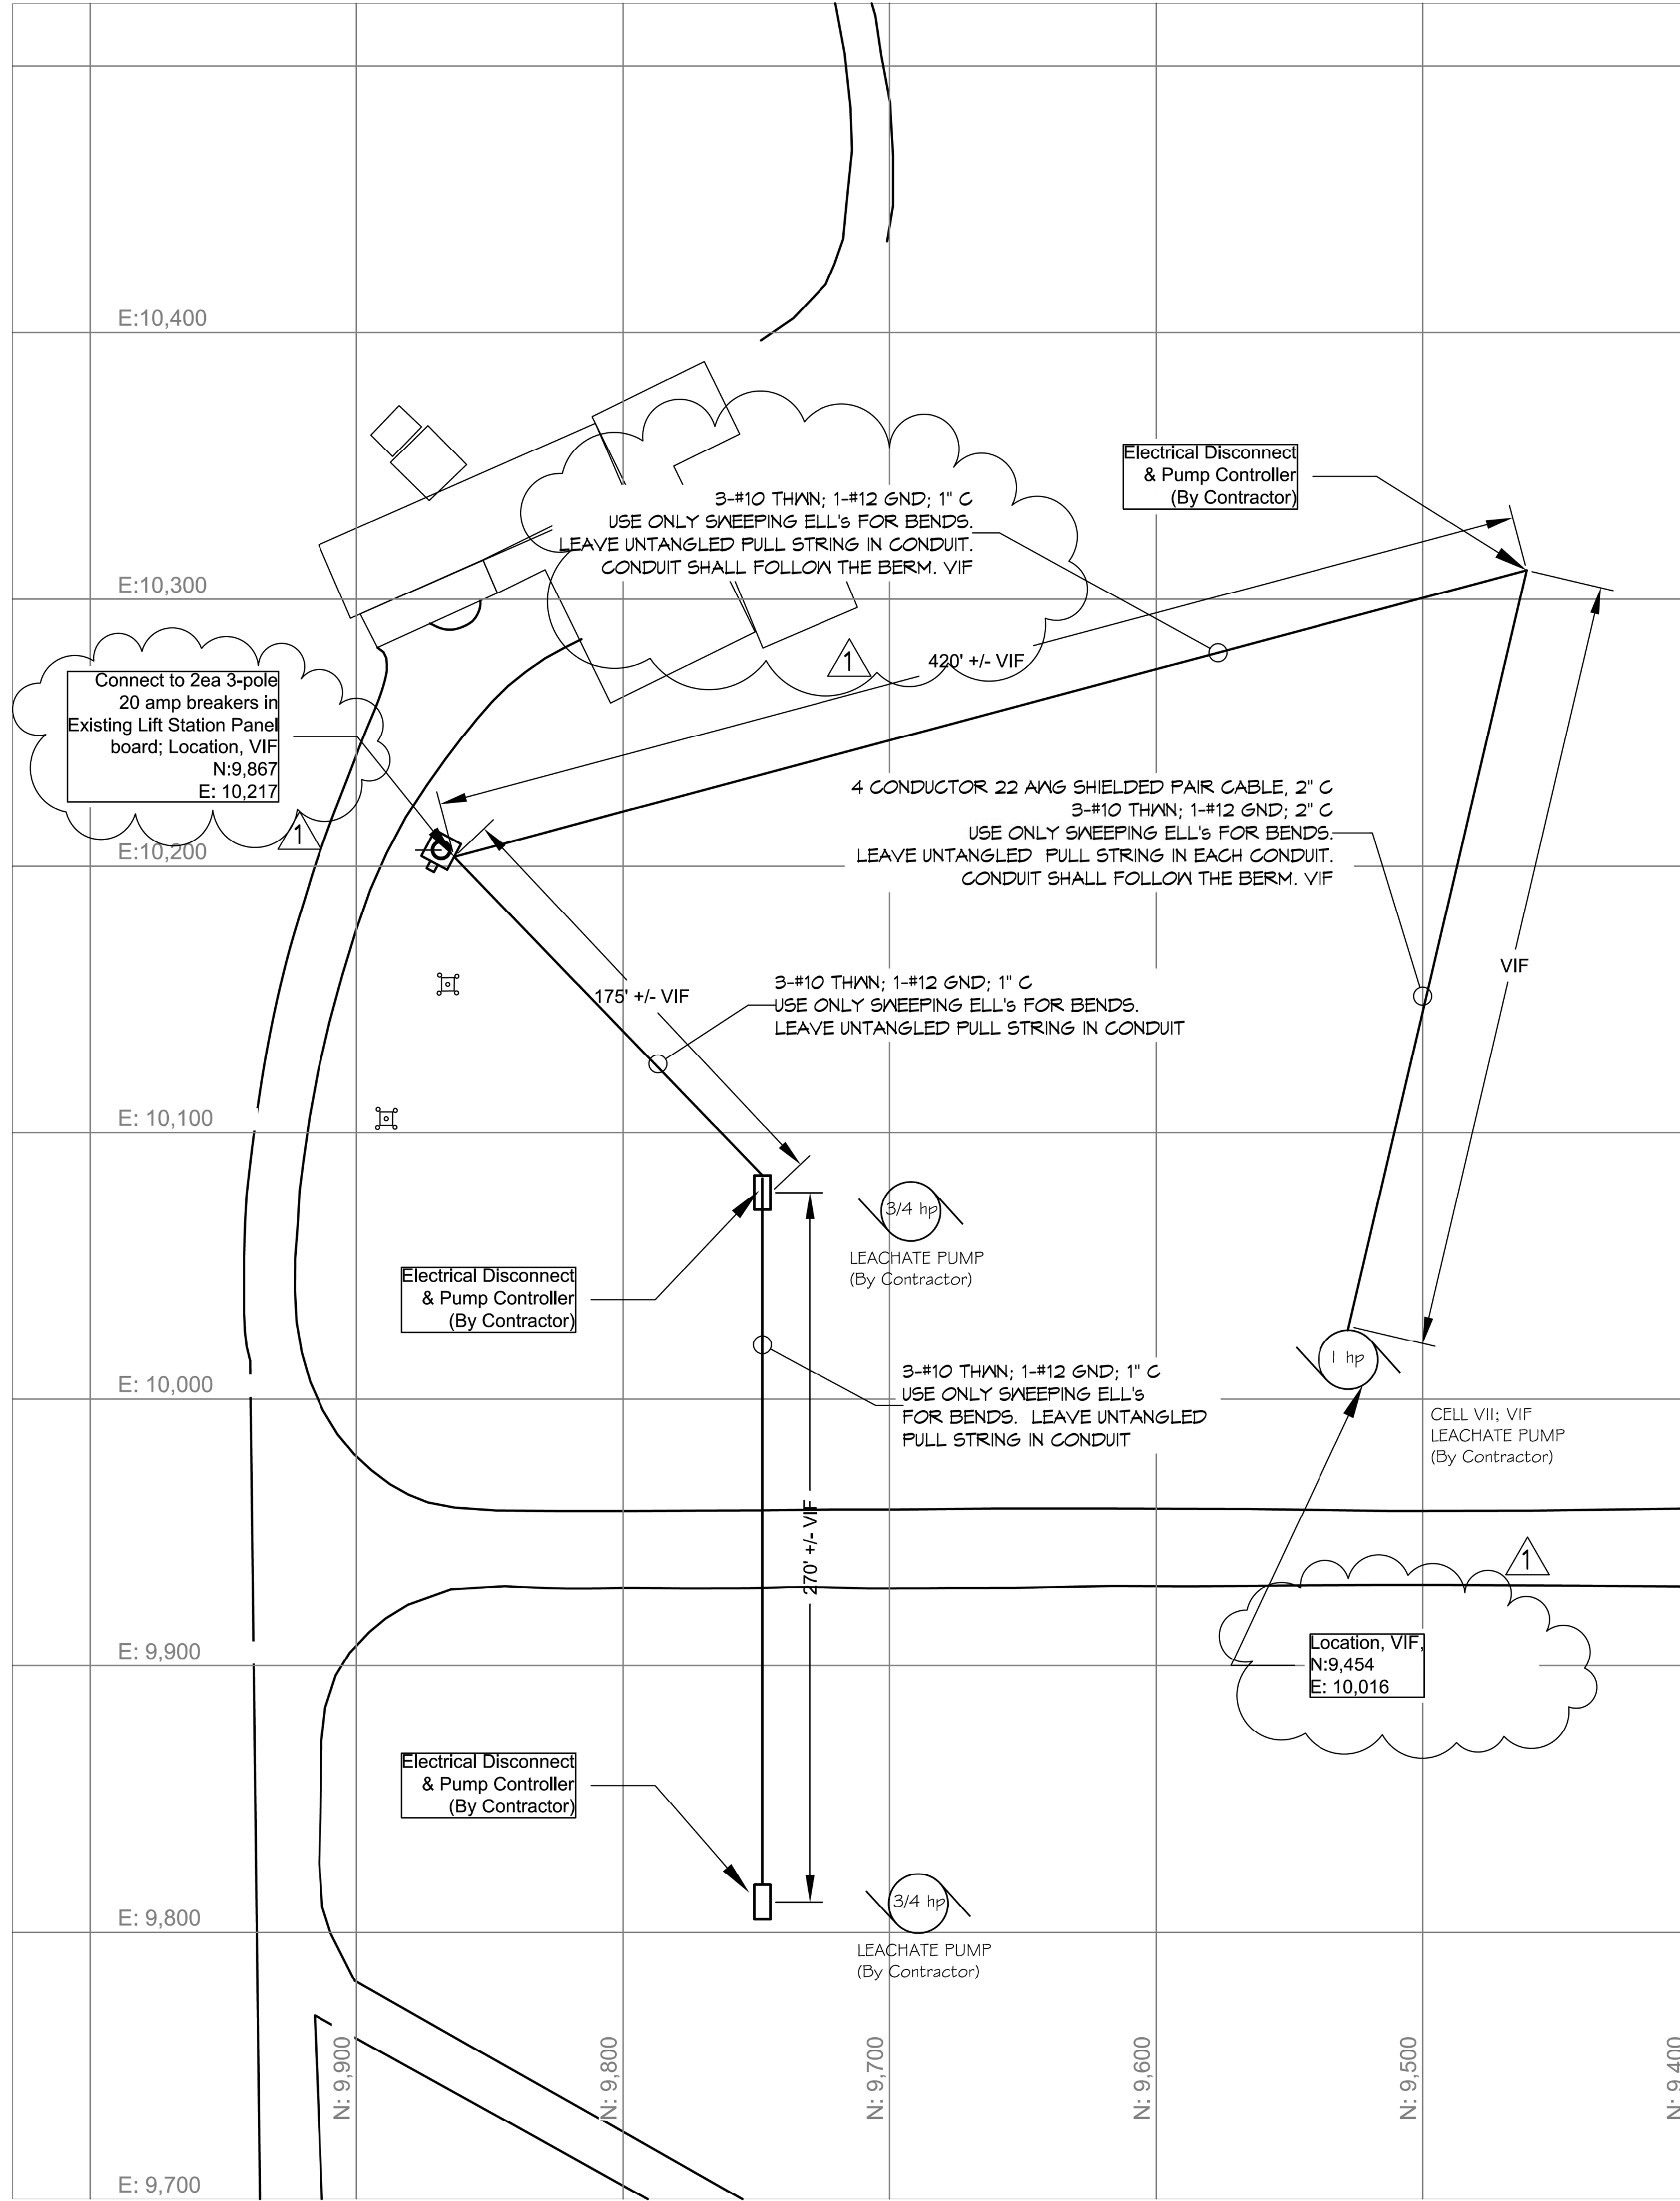 E:10,400
Electrical Disconnect
& Pump Controller
(By Contractor)
3-#10 THWN; 1-#12 GND; 1" C
USE ONLY SWEEPING ELL's FOR BENDS.
LEAVE UNTANGLED PULL STRING IN CONDUIT.
CONDUIT SHALL FOLLOW THE BERM. VIF
E:10,300
1
420' +/- VIF
Connect to 2ea 3-pole
20 amp breakers in
Existing Lift Station Panel
board; Location, VIF
N:9,867
E: 10,217
1
4 CONDUCTOR 22 AWG SHIELDED PAIR CABLE, 2" C
3-#10 THWN; 1-#12 GND; 2" C
USE ONLY SWEEPING ELL's FOR BENDS.
LEAVE UNTANGLED PULL STRING IN EACH CONDUIT.
CONDUIT SHALL FOLLOW THE BERM. VIF
E:10,200
VIF
175' +/- VIF
3-#10 THWN; 1-#12 GND; 1" C
USE ONLY SWEEPING ELL's FOR BENDS.
LEAVE UNTANGLED PULL STRING IN CONDUIT
E: 10,100
3/4 hp
LEACHATE PUMP
(By Contractor)
Electrical Disconnect
& Pump Controller
(By Contractor)
1 hp
3-#10 THWN; 1-#12 GND; 1" C
USE ONLY SWEEPING ELL's
FOR BENDS. LEAVE UNTANGLED
PULL STRING IN CONDUIT
E: 10,000
CELL VII; VIF
LEACHATE PUMP
(By Contractor)
270' +/- VIF
1
Location, VIF,
N:9,454
E: 10,016
E: 9,900
Electrical Disconnect
& Pump Controller
(By Contractor)
3/4 hp
LEACHATE PUMP
(By Contractor)
E: 9,800
N: 9,900
N: 9,800
N: 9,700
N: 9,600
N: 9,500
N: 9,400
E: 9,700